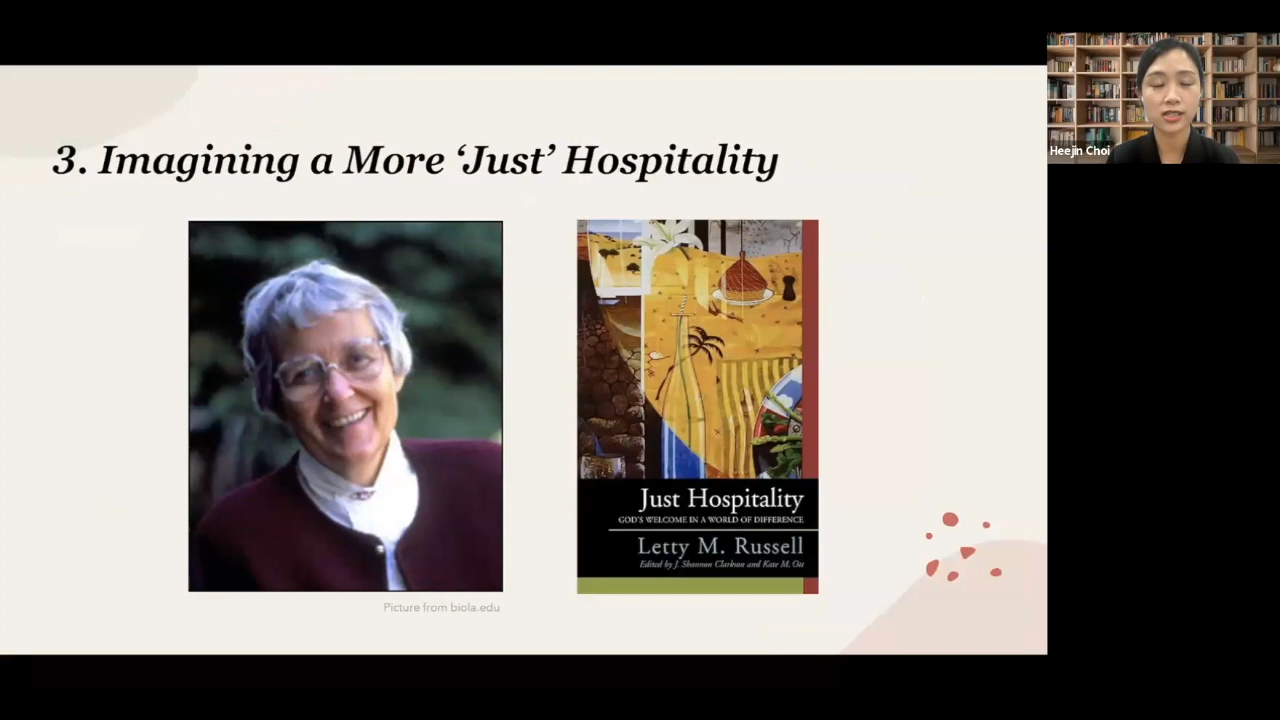 3. Imagining a More ‘Just’ Hospitality
Heejin Choi
Just Hospitality
GOD'S WELCOME IN A WORLD OF DIFFERENCE
Letty M. Russell
Edited by J. Shannon Clarkson and Kate M. Ott
Picture from biola.edu